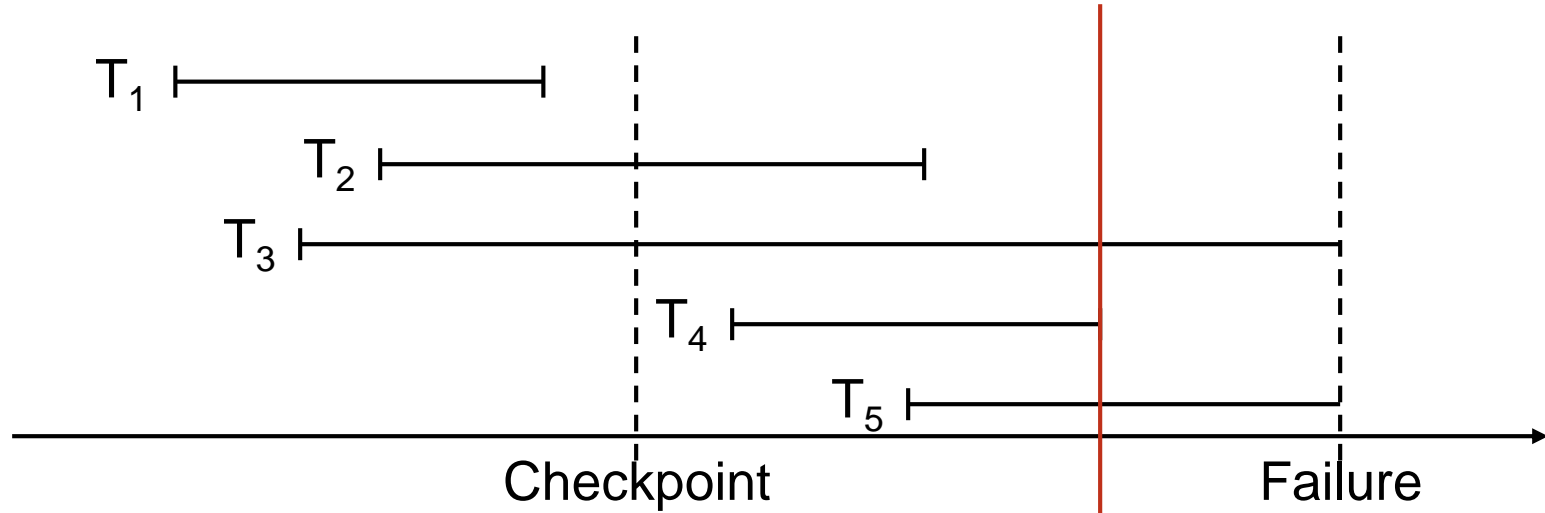 T₁
T₂
T₃
T₄
T₅
Checkpoint
Failure